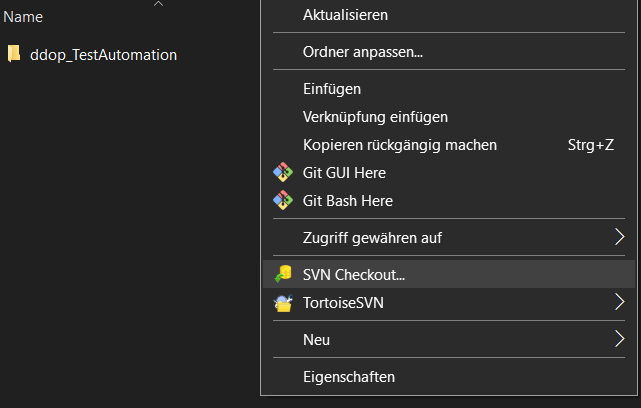 Name
ddop_TestAutomation
Aktualisieren
Ordner anpassen...
Einfügen
Verknüpfung einfügen
Kopieren rückgängig machen Strg+Z
Git GUI Here
Git Bash Here
Zugriff gewähren auf
SVN Checkout...
TortoiseSVN
Neu
Eigenschaften